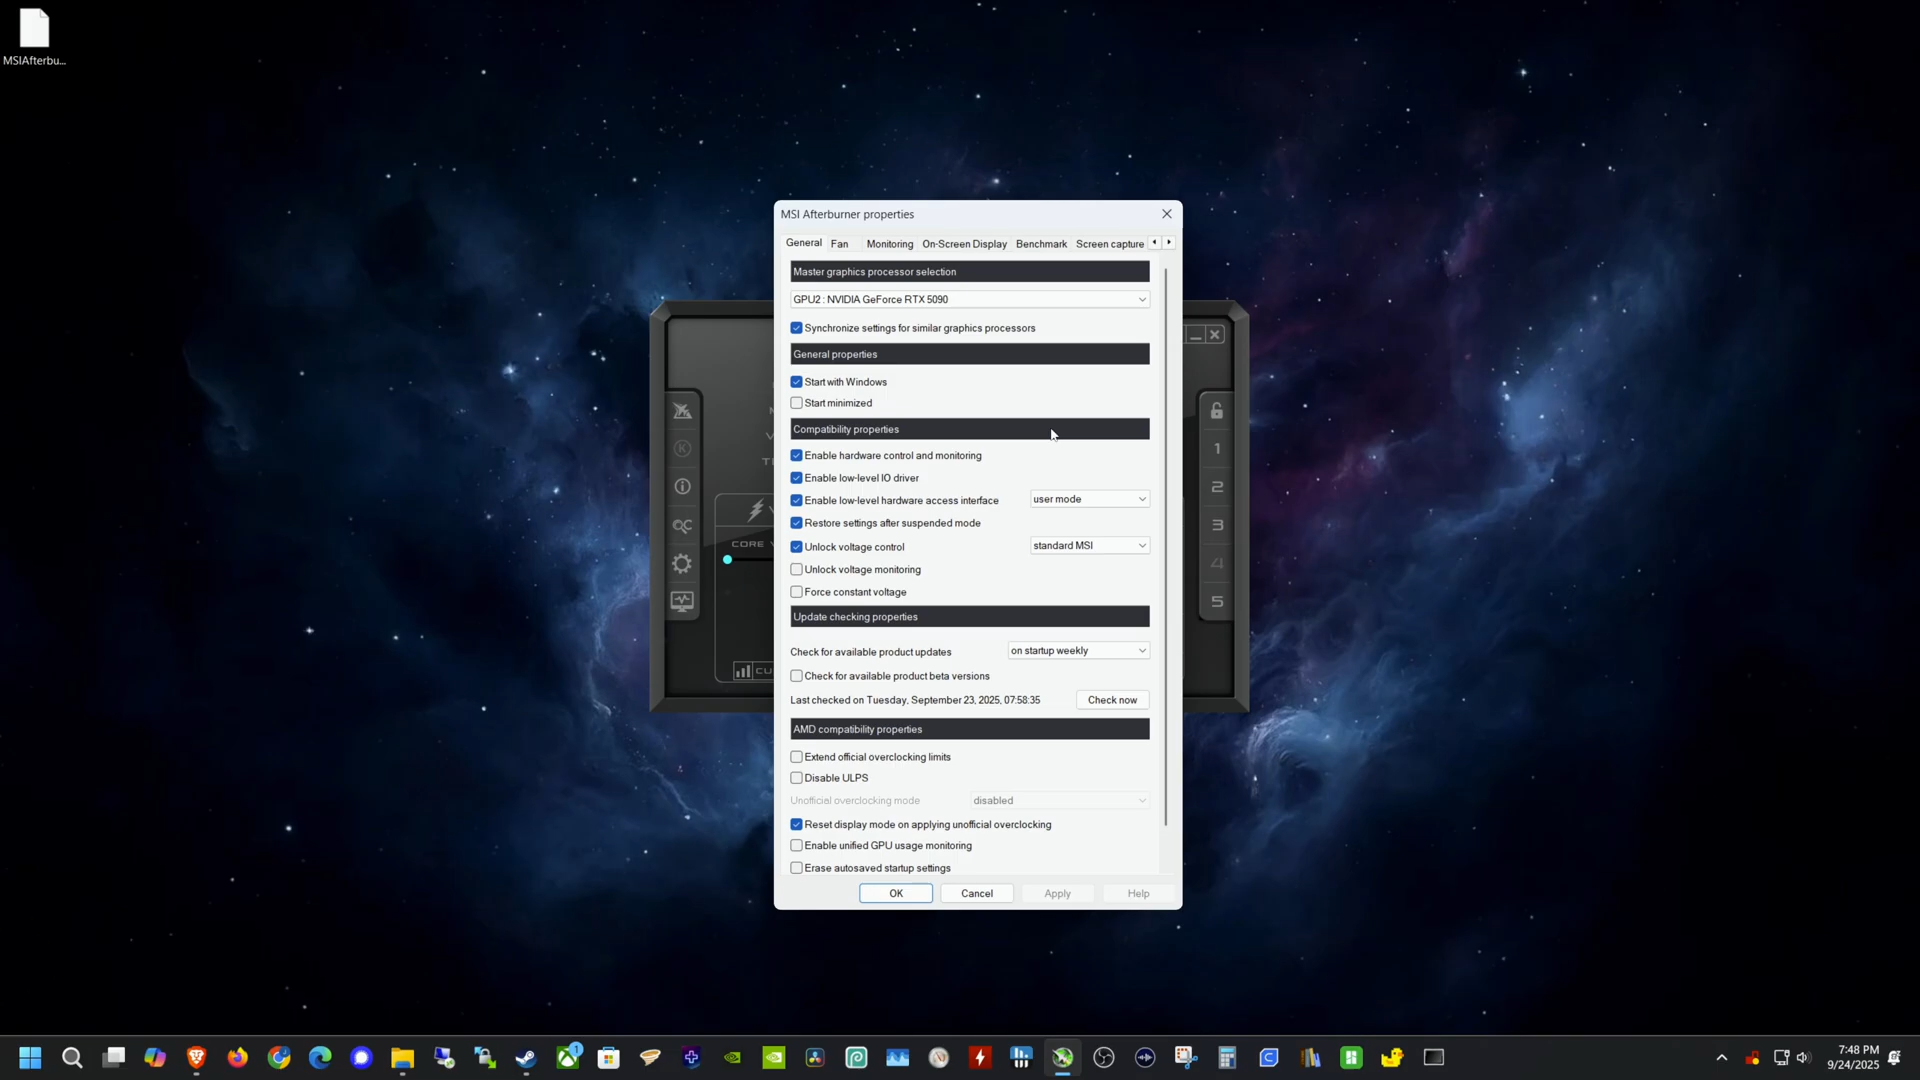 MSIAfterbu...
MSI Afterburner properties
General Fan Monitoring On-Screen Display Benchmark Screen capture
Master graphics processor selection
GPU2 : NVIDIA GeForce RTX 5090
Synchronize settings for similar graphics processors
General properties
Start with Windows
Start minimized
Compatibility properties
Enable hardware control and monitoring
Enable low-level IO driver
Enable low-level hardware access interface user mode
Restore settings after suspended mode
Unlock voltage control standard MSI
Unlock voltage monitoring
Force constant voltage
Update checking properties
Check for available product updates on startup weekly
Check for available product beta versions
Last checked on Tuesday, September 23, 2025, 07:58:35 Check now
AMD compatibility properties
Extend official overclocking limits
Disable ULPS
Unofficial overclocking mode disabled
Reset display mode on applying unofficial overclocking
Enable unified GPU usage monitoring
Erase autosaved startup settings
OK Cancel Apply Help
K
OC
CORE
CU
1
2
3
4
5
1
7:48 PM
9/24/2025